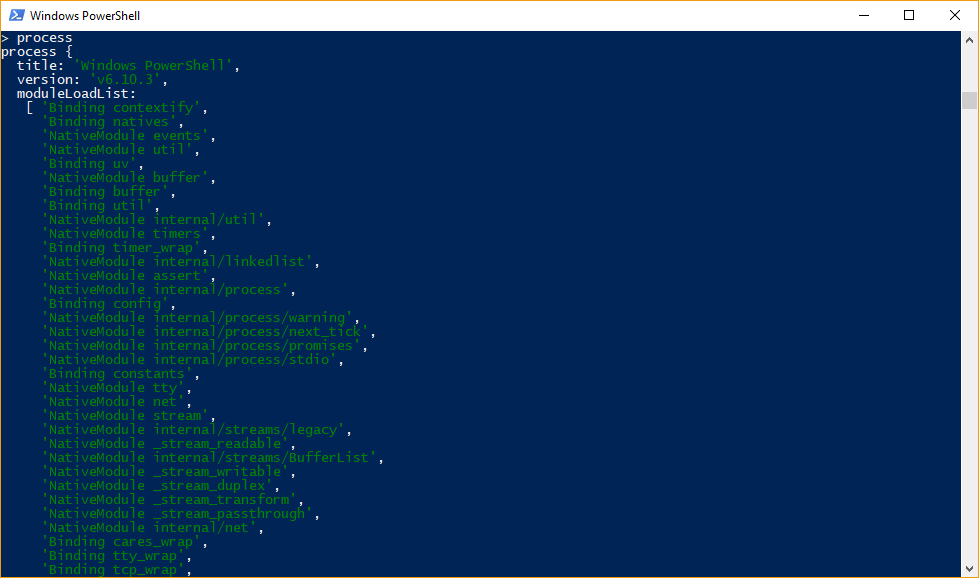 Windows PowerShell
> process
process {
  title: 'Windows PowerShell',
  version: 'v6.10.3',
  moduleLoadList:
   [ 'Binding contextify',
     'Binding natives',
     'NativeModule events',
     'NativeModule util',
     'Binding uv',
     'NativeModule buffer',
     'Binding buffer',
     'Binding util',
     'NativeModule internal/util',
     'NativeModule timers',
     'Binding timer_wrap',
     'NativeModule internal/linkedlist',
     'NativeModule assert',
     'NativeModule internal/process',
     'Binding config',
     'NativeModule internal/process/warning',
     'NativeModule internal/process/next_tick',
     'NativeModule internal/process/promises',
     'NativeModule internal/process/stdio',
     'Binding constants',
     'NativeModule tty',
     'NativeModule net',
     'NativeModule stream',
     'NativeModule internal/streams/legacy',
     'NativeModule _stream_readable',
     'NativeModule internal/streams/BufferList',
     'NativeModule _stream_writable',
     'NativeModule _stream_duplex',
     'NativeModule _stream_transform',
     'NativeModule _stream_passthrough',
     'NativeModule internal/net',
     'Binding cares_wrap',
     'Binding tty_wrap',
     'Binding tcp_wrap',